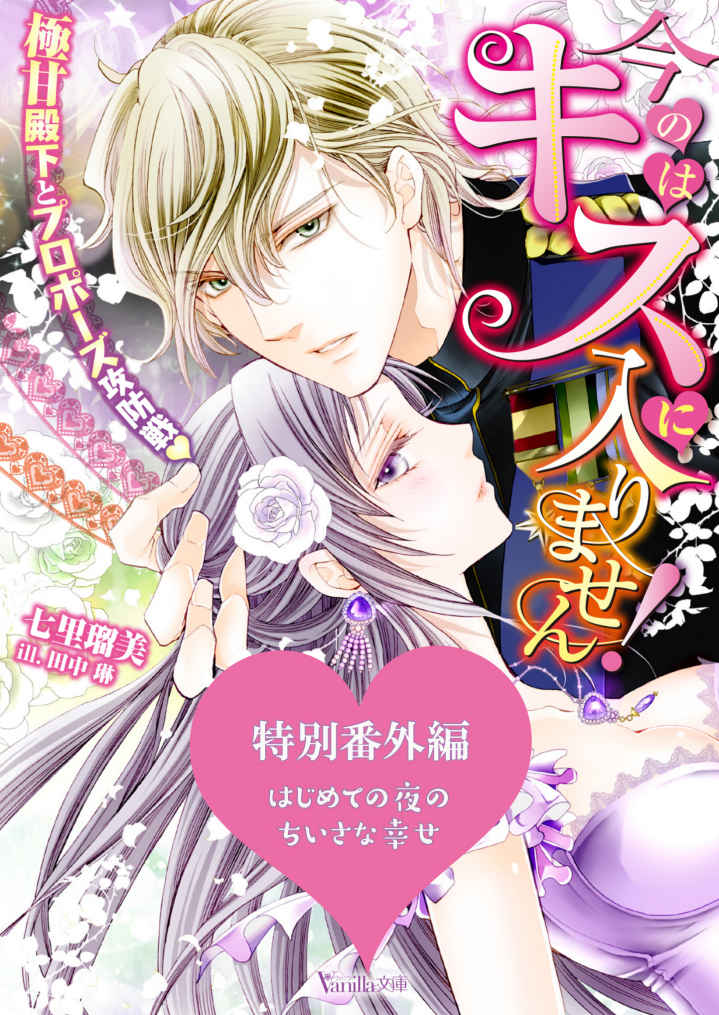 今のは
キスに
入りません!
極甘殿下とプロポーズ攻防戦♥
七里瑠美
ill.田中 琳
特別番外編
はじめての夜の
ちいさな幸せ
Vanilla文庫